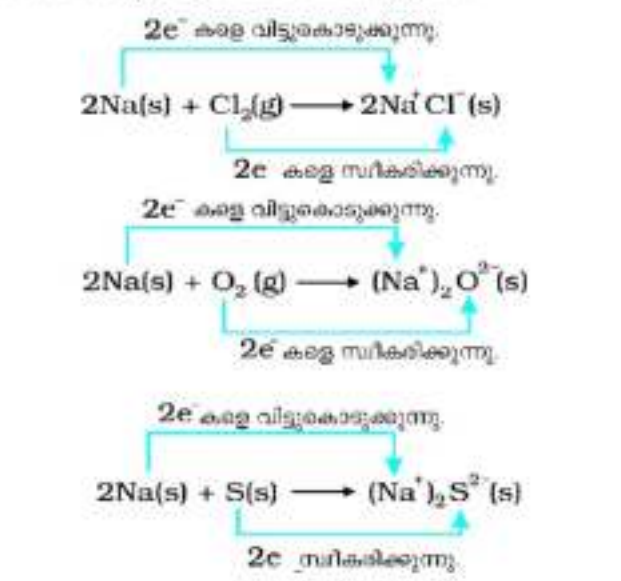 2e⁻ കളെ വിട്ടുകൊടുക്കുന്നു.
2Na(s) + Cl₂(g) ⟶ 2Na⁺Cl⁻(s)
2e കളെ സ്വീകരിക്കുന്നു.
2e⁻ കളെ വിട്ടുകൊടുക്കുന്നു.
2Na(s) + O₂ (g) ⟶ (Na⁺)₂O²⁻(s)
2e⁻ കളെ സ്വീകരിക്കുന്നു.
2e⁻കളെ വിട്ടുകൊടുക്കുന്നു.
2Na(s) + S(s) ⟶ (Na⁺)₂S²⁻(s)
2e സ്വീകരിക്കുന്നു.